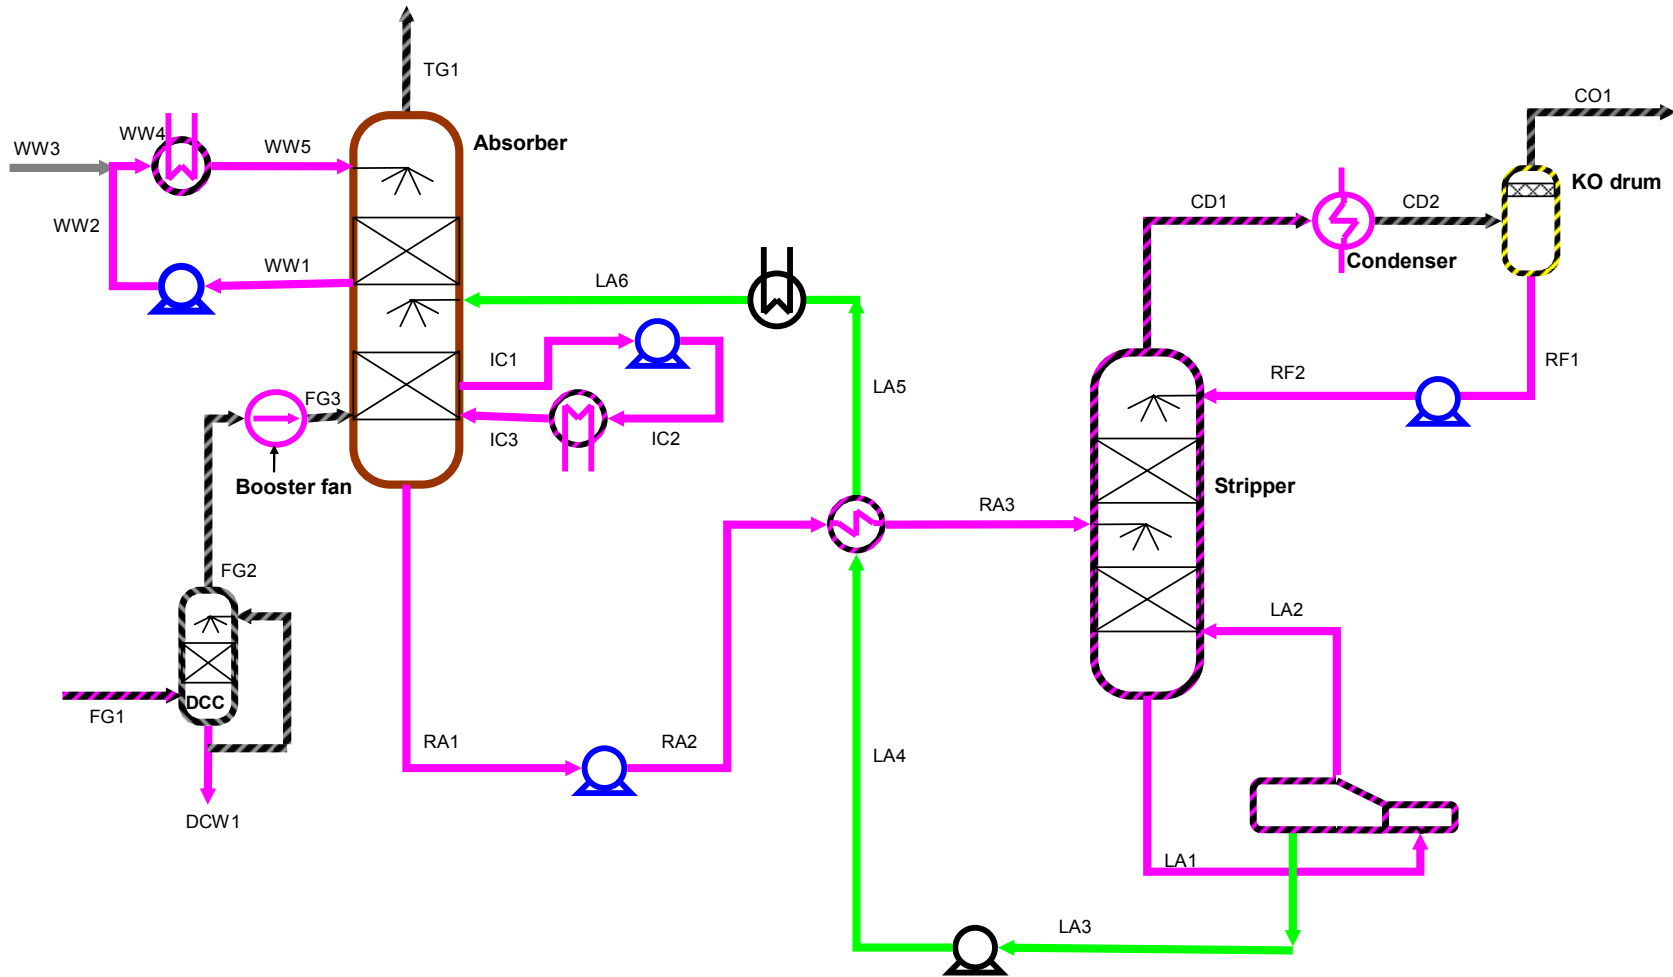 TG1
CO1
WW4
Absorber
WW3
WW5
KO drum
CD1
CD2
WW2
Condenser
WW1
LA6
IC1
RF1
RF2
LA5
FG3
IC3
IC2
Booster fan
Stripper
RA3
FG2
LA2
DCC
FG1
RA1
RA2
LA4
DCW1
LA1
LA3